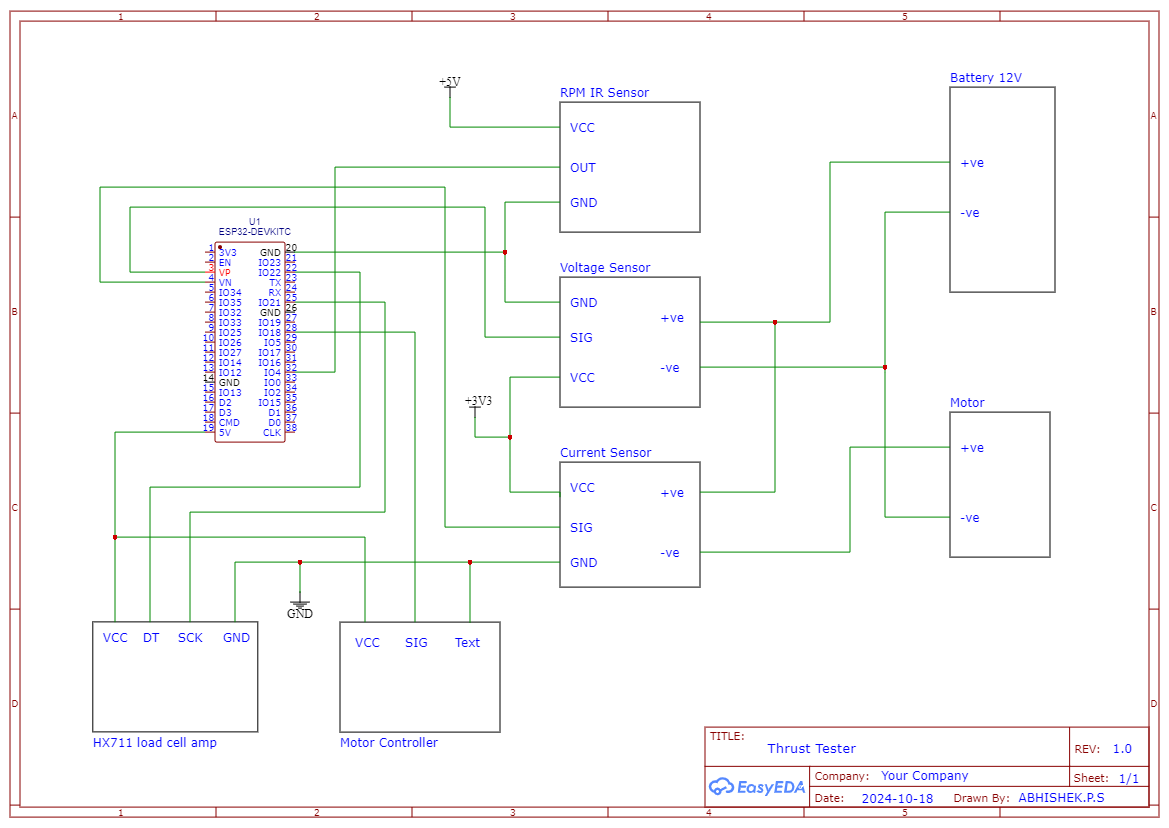 1 2 3 4 5
A A
B B
C C
D D
+5V
RPM IR Sensor
VCC
OUT
GND
Battery 12V
+ve
-ve
U1
ESP32-DEVKITC
1 3V3 GND 20
2 EN IO23 21
3 VP IO22 22
4 VN TX 23
5 IO34 RX 24
6 IO35 IO21 25
7 IO32 GND 26
8 IO33 IO19 27
9 IO25 IO18 28
10 IO26 IO5 29
11 IO27 IO17 30
12 IO14 IO16 31
13 IO12 IO4 32
14 GND IO0 33
15 IO13 IO2 34
16 D2 IO15 35
17 D3 D1 36
18 CMD D0 37
19 5V CLK 38
Voltage Sensor
GND
+ve
SIG
-ve
VCC
+3V3
Current Sensor
VCC
+ve
SIG
-ve
GND
Motor
+ve
-ve
GND
VCC DT SCK GND
HX711 load cell amp
VCC SIG Text
Motor Controller
TITLE:
Thrust Tester
REV: 1.0
EasyEDA
Company: Your Company
Sheet: 1/1
Date: 2024-10-18 Drawn By: ABHISHEK.P.S
1 2 3 4 5